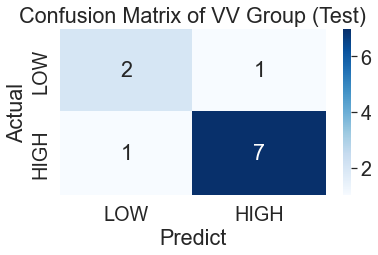 Confusion Matrix of VV Group (Test)
Actual
LOW
2
1
HIGH
1
7
LOW
HIGH
Predict
6
4
2